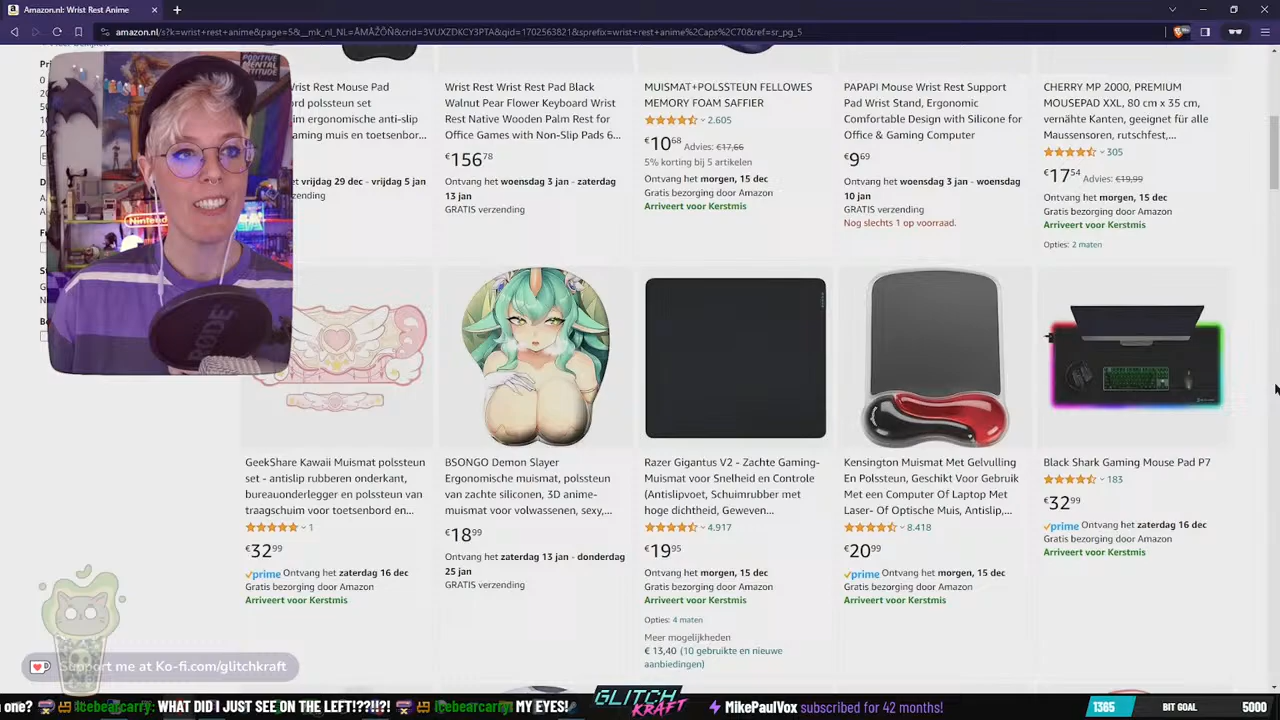 Amazon.nl: Wrist Rest Anime
amazon.nl/s?k=wrist+rest+anime&page=5&__mk_nl_NL=ÅMÅŽÕÑ&crid=3VUXZDKCY3PTA&qid=1702563821&sprefix=wrist+rest+anime%2Caps%2C70&ref=sr_pg_5
POSITIVE
MENTAL
ATTITUDE
Nintendo
RØDE
Wrist Rest Mouse Pad
polssteun set
ergonomische anti-slip
gaming muis en toetsenbor...
vrijdag 29 dec - vrijdag 5 jan
Wrist Rest Wrist Rest Pad Black
Walnut Pear Flower Keyboard Wrist
Rest Native Wooden Palm Rest for
Office Games with Non-Slip Pads 6...
€156 78
Ontvang het woensdag 3 jan - zaterdag
13 jan
GRATIS verzending
MUISMAT+POLSSTEUN FELLOWES
MEMORY FOAM SAFFIER
2.605
€10 68 Advies: €17,66
5% korting bij 5 artikelen
Ontvang het morgen, 15 dec
Gratis bezorging door Amazon
Arriveert voor Kerstmis
PAPAPI Mouse Wrist Rest Support
Pad Wrist Stand, Ergonomic
Comfortable Design with Silicone for
Office & Gaming Computer
€9 69
Ontvang het woensdag 3 jan - woensdag
10 jan
GRATIS verzending
Nog slechts 1 op voorraad.
CHERRY MP 2000, PREMIUM
MOUSEPAD XXL, 80 cm x 35 cm,
vernähte Kanten, geeignet für alle
Maussensoren, rutschfest,...
305
€17 54 Advies: €19,99
Ontvang het morgen, 15 dec
Gratis bezorging door Amazon
Arriveert voor Kerstmis
Opties: 2 maten
GeekShare Kawaii Muismat polssteun
set - antislip rubberen onderkant,
bureauonderlegger en polssteun van
traagschuim voor toetsenbord en...
1
€32 99
prime Ontvang het zaterdag 16 dec
Gratis bezorging door Amazon
Arriveert voor Kerstmis
BSONGO Demon Slayer
Ergonomische muismat, polssteun
van zachte siliconen, 3D anime-
muismat voor volwassenen, sexy,...
€18 99
Ontvang het zaterdag 13 jan - donderdag
25 jan
GRATIS verzending
Razer Gigantus V2 - Zachte Gaming-
Muismat voor Snelheid en Controle
(Antislipvoet, Schuimrubber met
hoge dichtheid, Geweven...
4.917
€19 95
Ontvang het morgen, 15 dec
Gratis bezorging door Amazon
Arriveert voor Kerstmis
Opties: 4 maten
Meer mogelijkheden
€ 13,40 (10 gebruikte en nieuwe
aanbiedingen)
Kensington Muismat Met Gelvulling
En Polssteun, Geschikt Voor Gebruik
Met een Computer Of Laptop Met
Laser- Of Optische Muis, Antislip,...
8.418
€20 99
prime Ontvang het morgen, 15 dec
Gratis bezorging door Amazon
Arriveert voor Kerstmis
Black Shark Gaming Mouse Pad P7
183
€32 99
prime Ontvang het zaterdag 16 dec
Gratis bezorging door Amazon
Arriveert voor Kerstmis
Support me at Ko-fi.com/glitchkraft
one? Icebearcarry: WHAT DID I JUST SEE ON THE LEFT!?!?!? Icebearcarry: MY EYES!
GLITCH
KRAFT
MikePaulVox subscribed for 42 months!
1365 BIT GOAL 5000